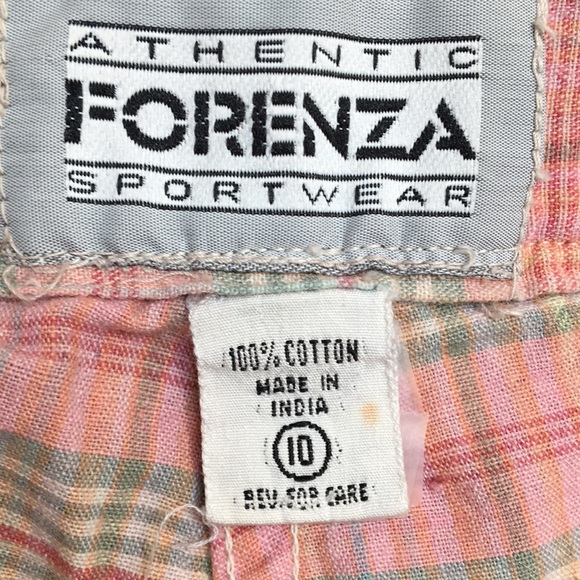 ATHENTIC
FORENZA
SPORTWEAR
100% COTTON
MADE IN
INDIA
10
REV. FOR CARE